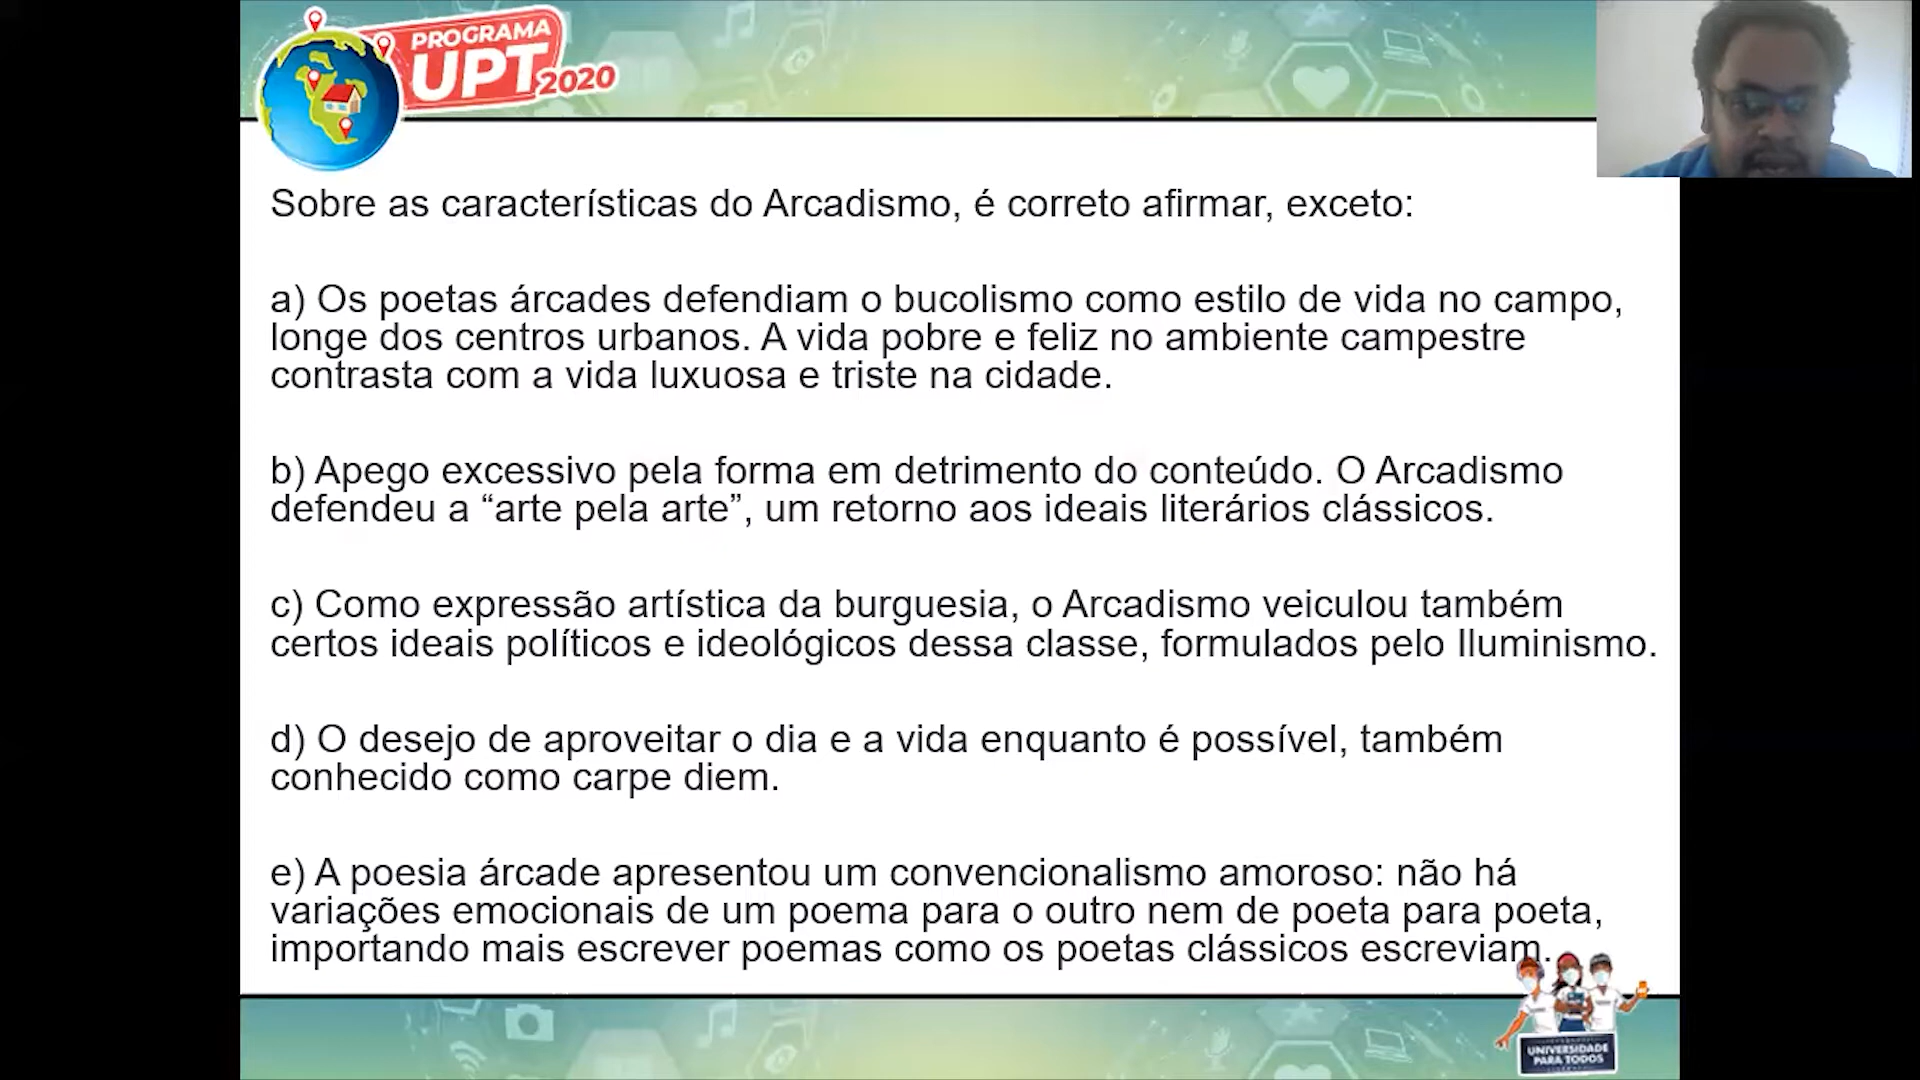 PROGRAMA
UPT 2020
Sobre as características do Arcadismo, é correto afirmar, exceto:
a) Os poetas árcades defendiam o bucolismo como estilo de vida no campo,
longe dos centros urbanos. A vida pobre e feliz no ambiente campestre
contrasta com a vida luxuosa e triste na cidade.
b) Apego excessivo pela forma em detrimento do conteúdo. O Arcadismo
defendeu a “arte pela arte”, um retorno aos ideais literários clássicos.
c) Como expressão artística da burguesia, o Arcadismo veiculou também
certos ideais políticos e ideológicos dessa classe, formulados pelo Iluminismo.
d) O desejo de aproveitar o dia e a vida enquanto é possível, também
conhecido como carpe diem.
e) A poesia árcade apresentou um convencionalismo amoroso: não há
variações emocionais de um poema para o outro nem de poeta para poeta,
importando mais escrever poemas como os poetas clássicos escreviam.
UNIVERSIDADE
PARA TODOS